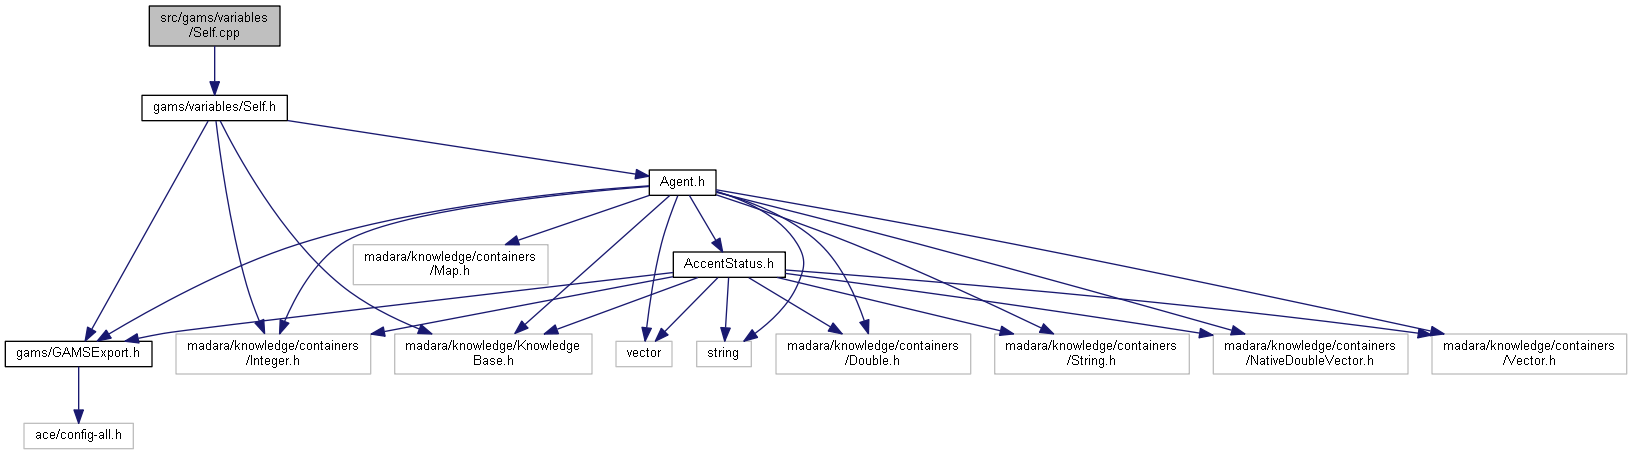 src/gams/variables
/Self.cpp
gams/variables/Self.h
Agent.h
madara/knowledge/containers
/Map.h
AccentStatus.h
gams/GAMSExport.h
madara/knowledge/containers
/Integer.h
madara/knowledge/Knowledge
Base.h
vector
string
madara/knowledge/containers
/Double.h
madara/knowledge/containers
/String.h
madara/knowledge/containers
/NativeDoubleVector.h
madara/knowledge/containers
/Vector.h
ace/config-all.h